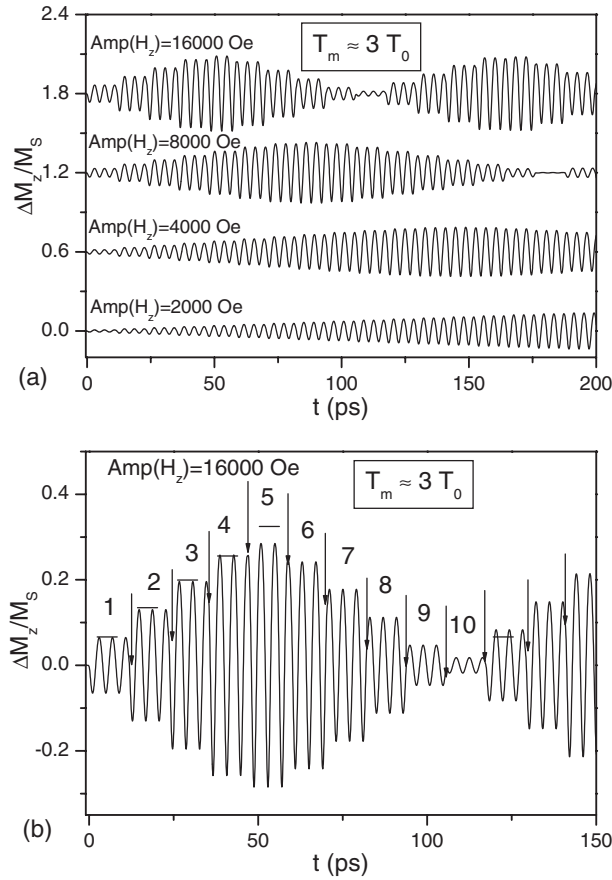 2.4
Amp(H_z)=16000 Oe
T_m ≈ 3 T_0
1.8
Amp(H_z)=8000 Oe
ΔM_z/M_S
1.2
Amp(H_z)=4000 Oe
0.6
Amp(H_z)=2000 Oe
0.0
0 50 100 150 200
(a)
t (ps)
Amp(H_z)=16000 Oe
T_m ≈ 3 T_0
0.4
5
4 6
3 7
0.2
2 8
1 9 10
ΔM_z/M_S
0.0
-0.2
0 50 100 150
(b)
t (ps)